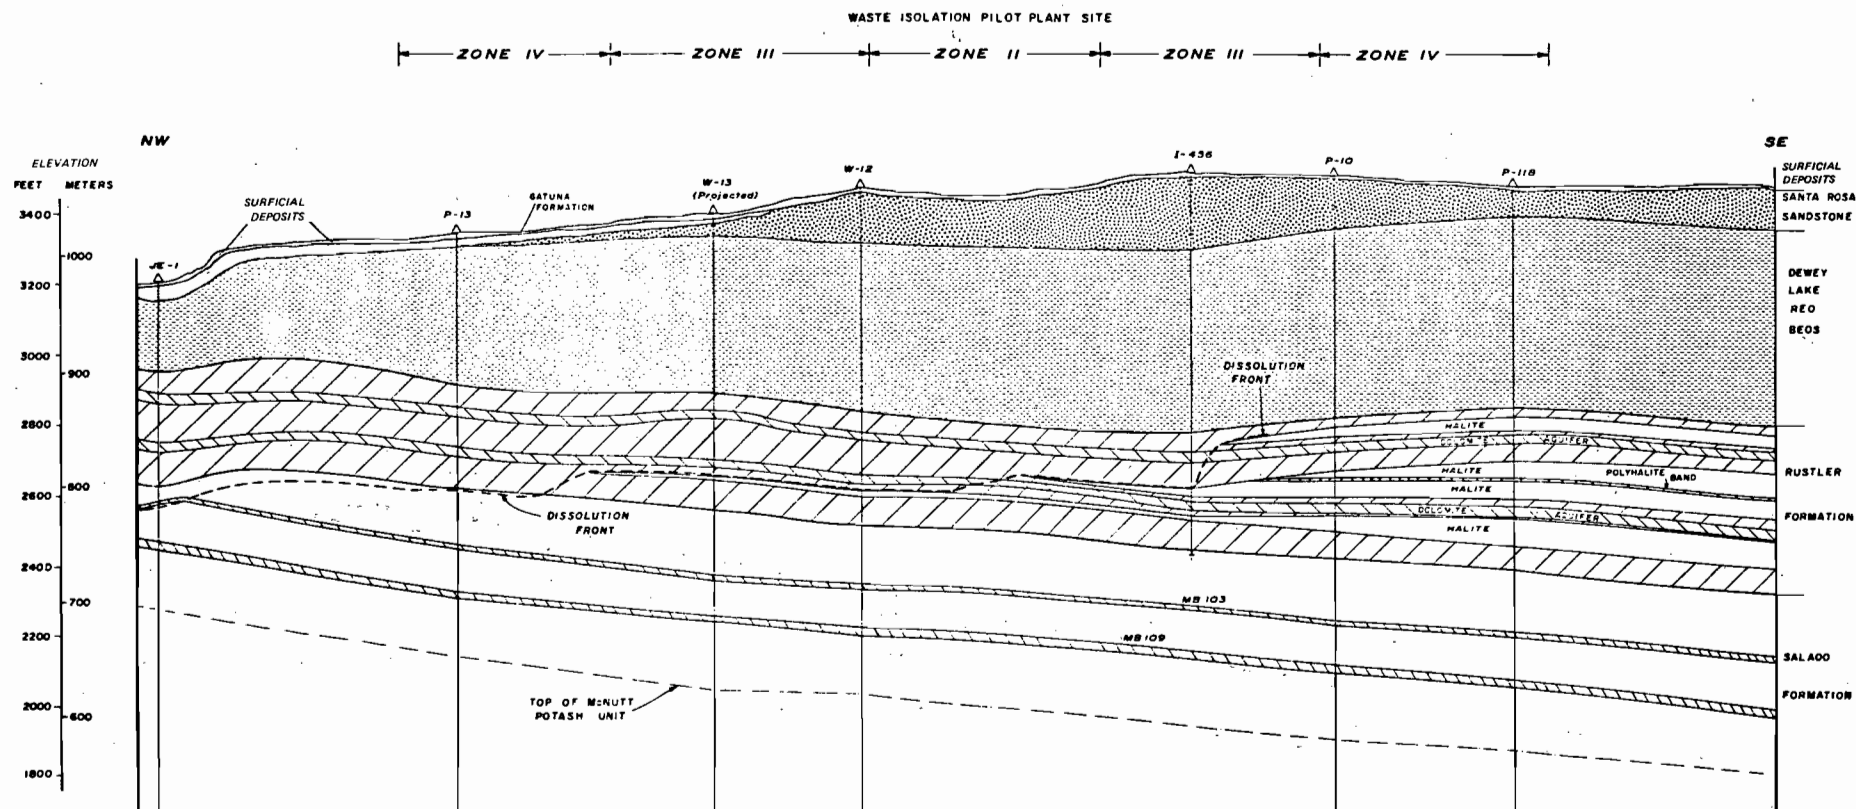 WASTE ISOLATION PILOT PLANT SITE
ZONE IV
ZONE III
ZONE II
ZONE III
ZONE IV
NW
SE
ELEVATION
FEET METERS
3400
1000
3200
3000
900
2800
800
2600
2400
700
2200
2000
600
1800
JE-1
SURFICIAL
DEPOSITS
P-13
GATUNA
FORMATION
W-13
(Projected)
W-12
I-456
P-10
P-118
SURFICIAL
DEPOSITS
SANTA ROSA
SANDSTONE
DEWEY
LAKE
RED
BEDS
DISSOLUTION
FRONT
HALITE
DOLOMITE AQUIFER
HALITE
POLYHALITE
BAND
HALITE
DOLOMITE AQUIFER
HALITE
RUSTLER
FORMATION
DISSOLUTION
FRONT
MB 103
MB 109
SALADO
FORMATION
TOP OF McNUTT
POTASH UNIT